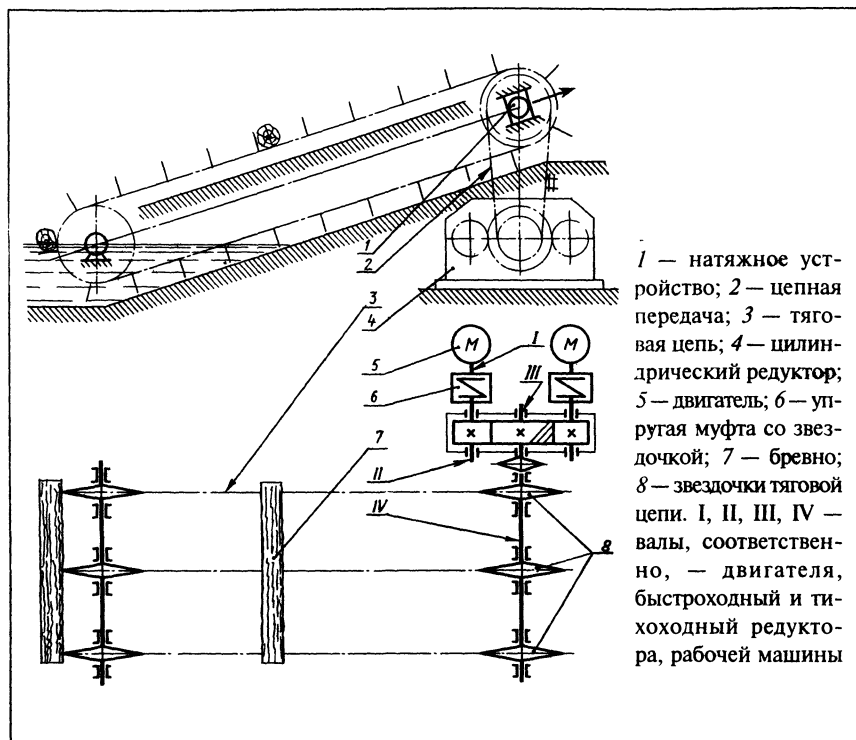 1
2
3
4
5
6
7
II
IV
M
I
M
III
8
1 — натяжное уст-
ройство; 2 — цепная
передача; 3 — тяго-
вая цепь; 4 — цилин-
дрический редуктор;
5 — двигатель; 6 — уп-
ругая муфта со звез-
дочкой; 7 — бревно;
8 — звездочки тяговой
цепи. I, II, III, IV —
валы, соответствен-
но, — двигателя,
быстроходный и ти-
хоходный редукто-
ра, рабочей машины